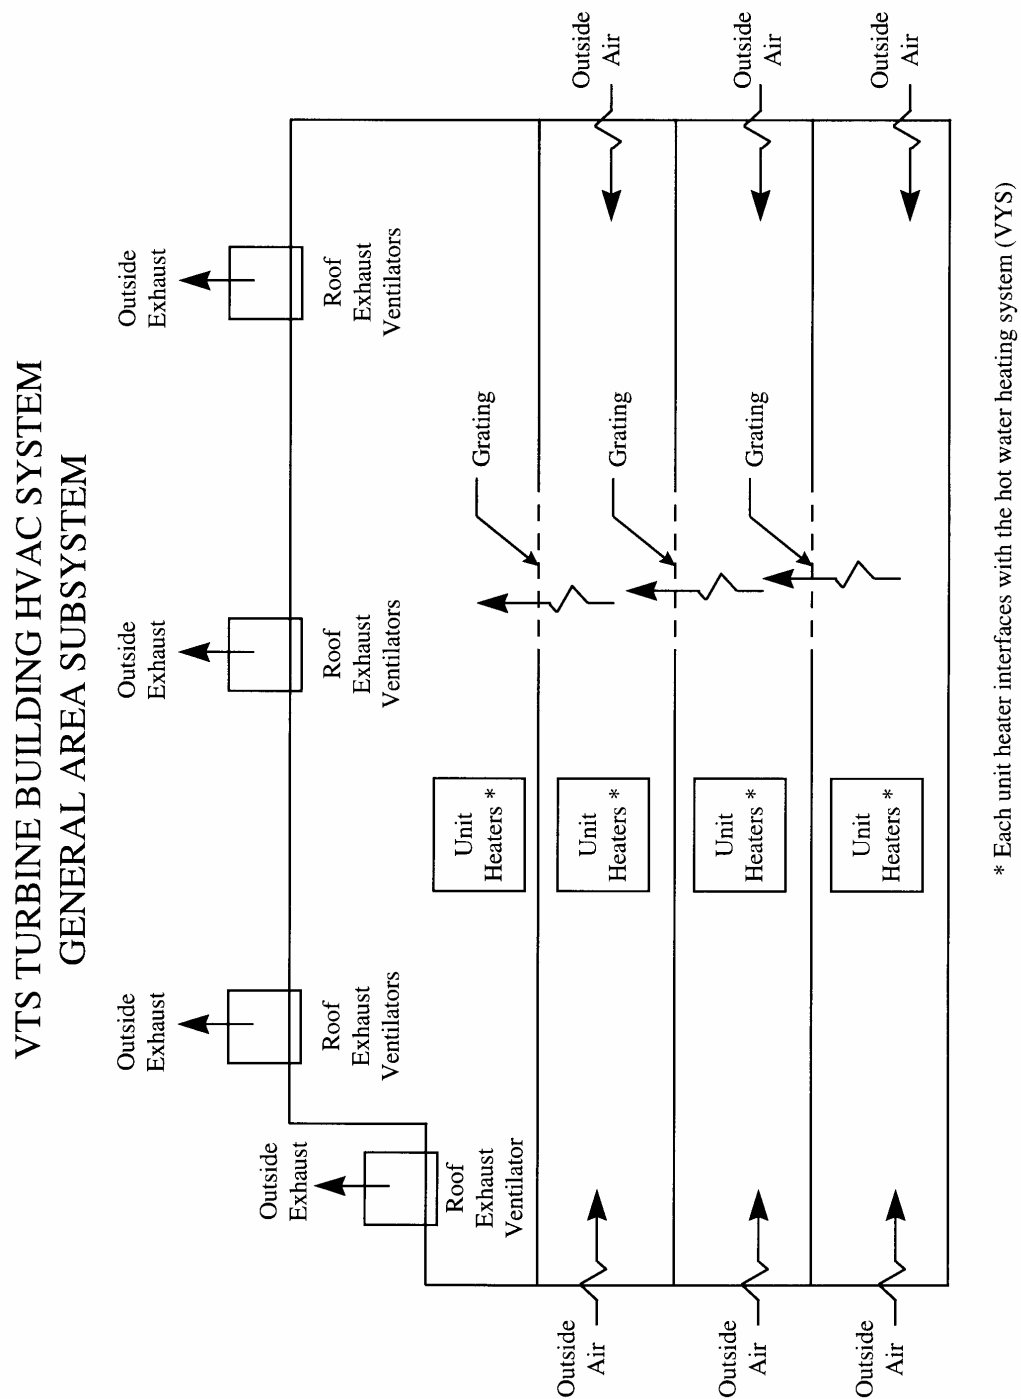 VTS TURBINE BUILDING HVAC SYSTEM
GENERAL AREA SUBSYSTEM
Outside
Exhaust
Outside
Exhaust
Outside
Exhaust
Outside
Exhaust
Roof
Exhaust
Ventilator
Roof
Exhaust
Ventilators
Roof
Exhaust
Ventilators
Roof
Exhaust
Ventilators
Unit
Heaters *
Grating
Outside
Air
Unit
Heaters *
Grating
Outside
Air
Outside
Air
Unit
Heaters *
Grating
Outside
Air
Outside
Air
Unit
Heaters *
Outside
Air
* Each unit heater interfaces with the hot water heating system (VYS)